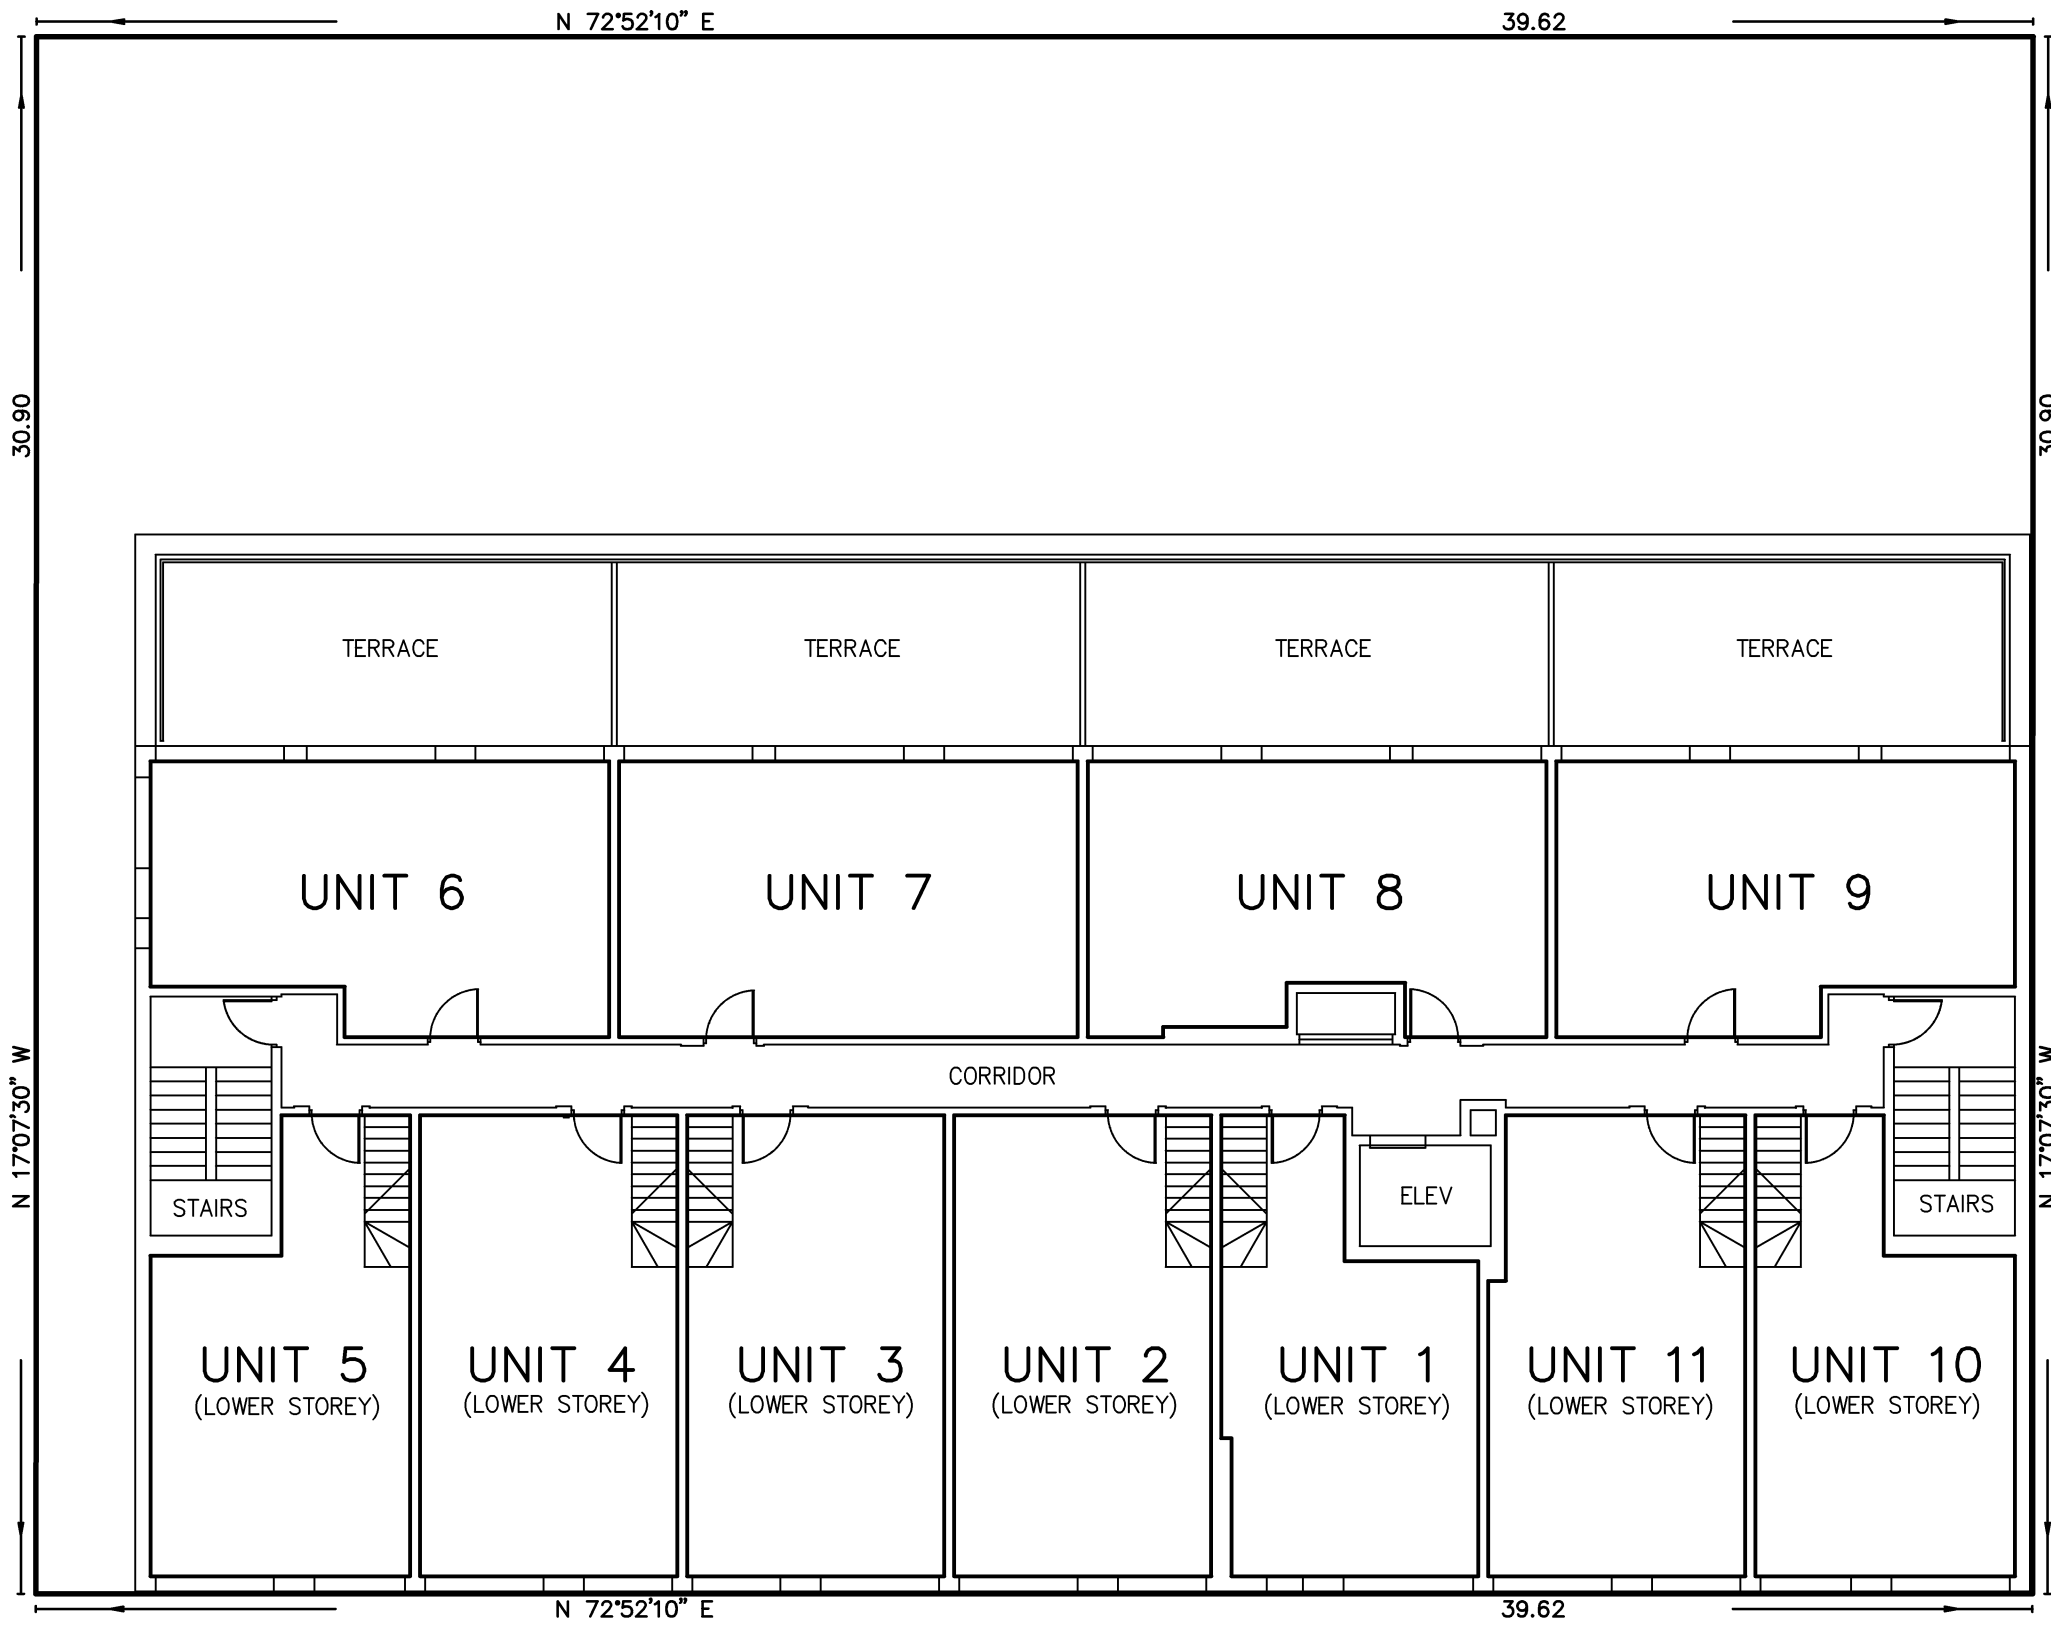 N 72°52'10" E
39.62
30.90
30.90
TERRACE
TERRACE
TERRACE
TERRACE
UNIT 6
UNIT 7
UNIT 8
UNIT 9
CORRIDOR
N 17°07'30" W
N 17°07'30" W
STAIRS
ELEV
STAIRS
UNIT 5
(LOWER STOREY)
UNIT 4
(LOWER STOREY)
UNIT 3
(LOWER STOREY)
UNIT 2
(LOWER STOREY)
UNIT 1
(LOWER STOREY)
UNIT 11
(LOWER STOREY)
UNIT 10
(LOWER STOREY)
N 72°52'10" E
39.62